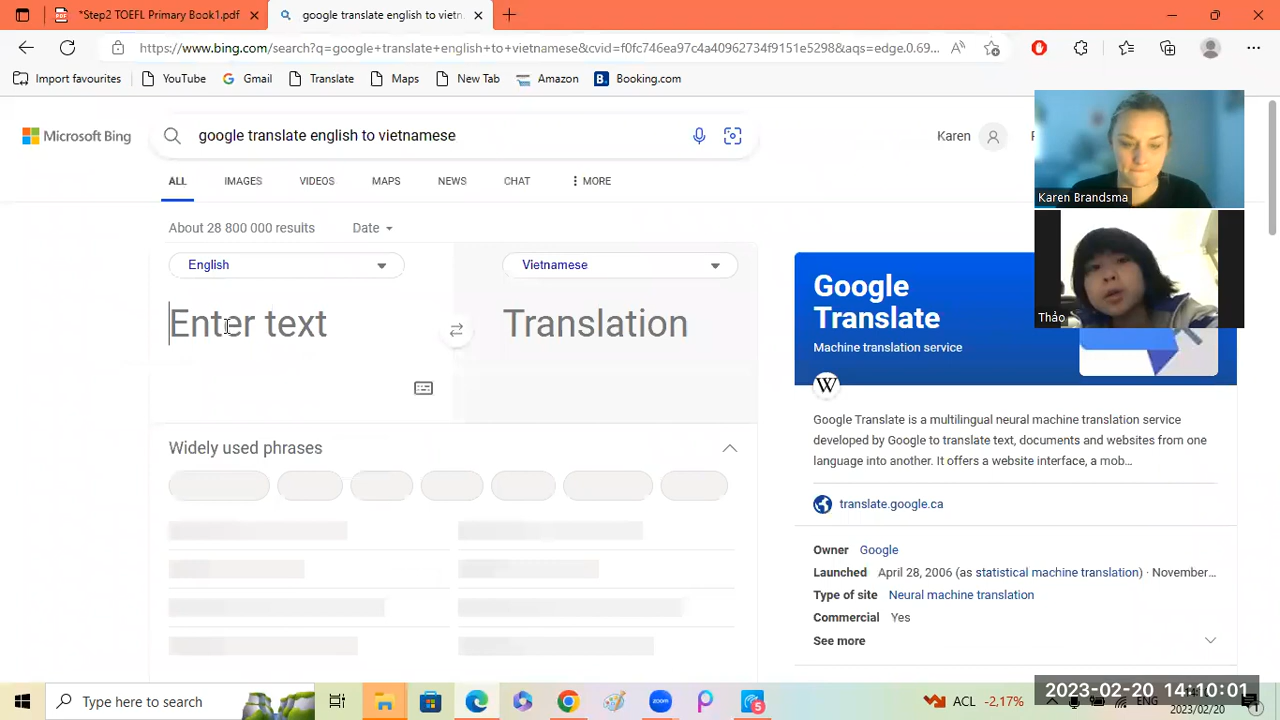 "Step2 TOEFL Primary Book1.pdf
google translate english to vietn
https://www.bing.com/search?q=google+translate+english+to+vietnamese&cvid=f0fc746ea97c4a40962734f9151e5298&aqs=edge.0.69...
Import favourites
YouTube
Gmail
Translate
Maps
New Tab
Amazon
B.
Booking.com
Microsoft Bing
google translate english to vietnamese
Karen
Karen Brandsma
ALL
IMAGES
VIDEOS
MAPS
NEWS
CHAT
MORE
About 28 800 000 results
Date
English
Vietnamese
Enter text
Translation
Google
Translate
Machine translation service
Thảo
W
Google Translate is a multilingual neural machine translation service
developed by Google to translate text, documents and websites from one
language into another. It offers a website interface, a mob…
Widely used phrases
translate.google.ca
Owner Google
Launched April 28, 2006 (as statistical machine translation) · November…
Type of site Neural machine translation
Commercial Yes
See more
Type here to search
5
ACL -2,17%
ENG
2023-02-20 14:10:01
2023/02/20